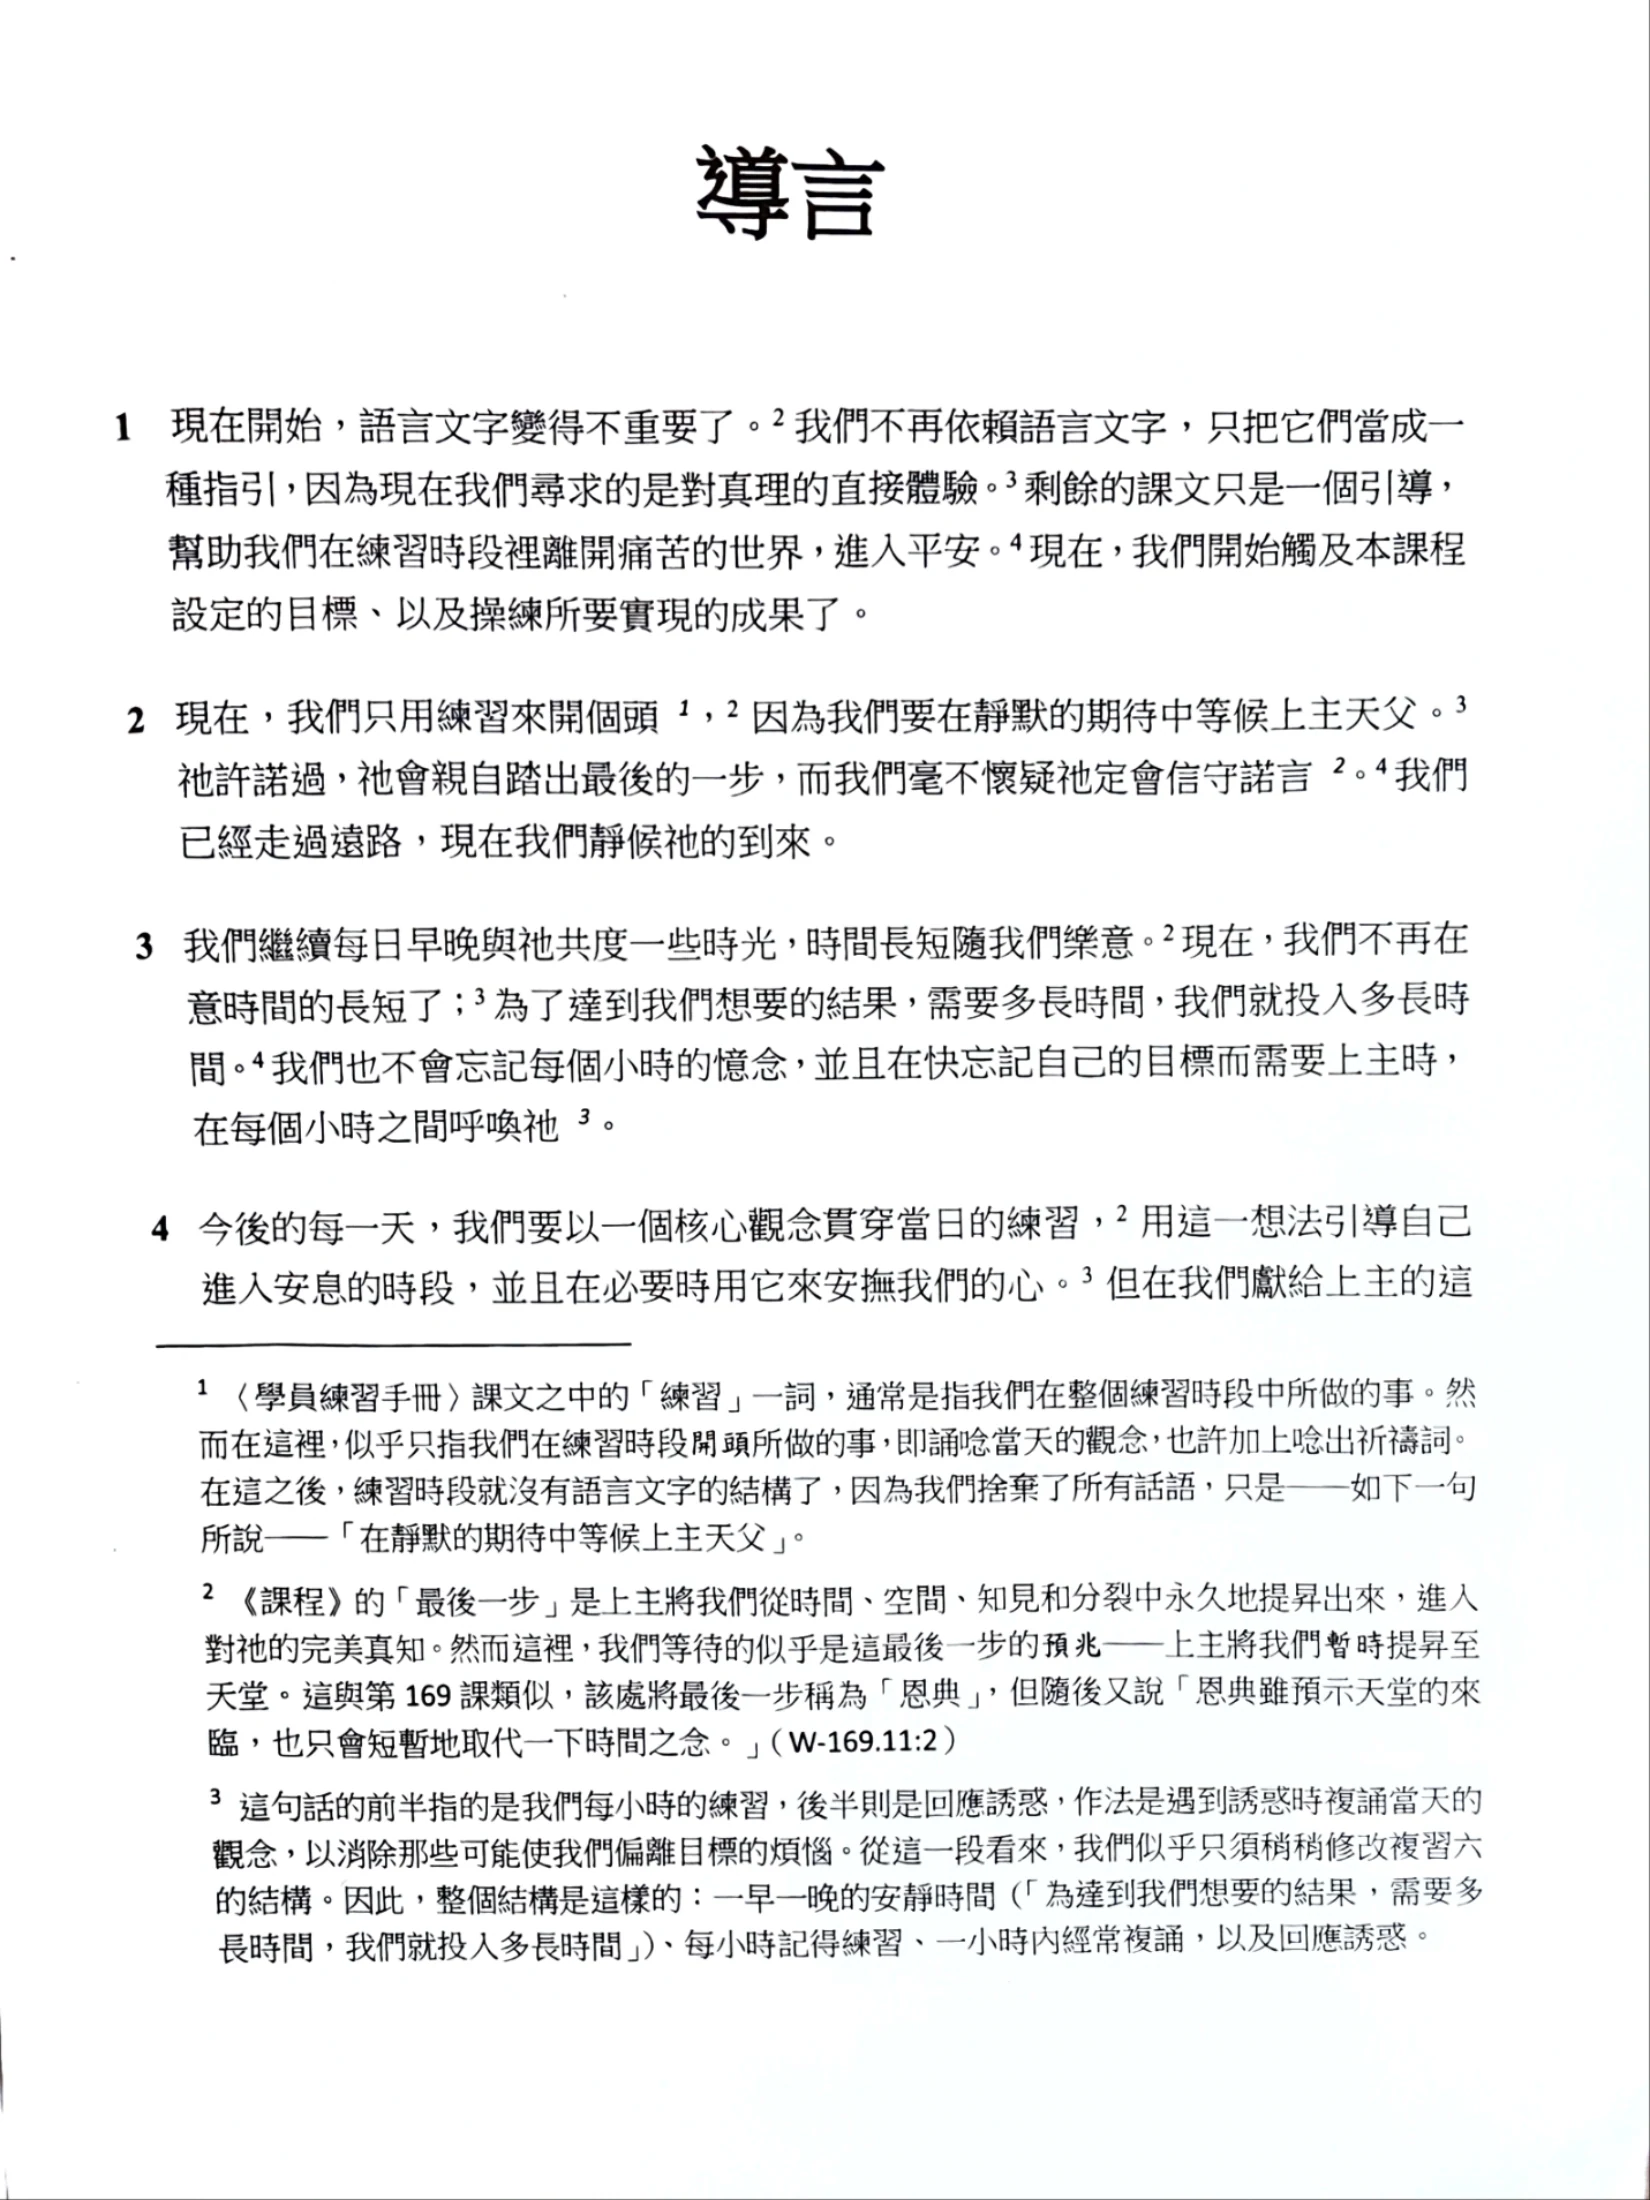 導言
1 現在開始，語言文字變得不重要了。2 我們不再依賴語言文字，只把它們當成一
種指引，因為現在我們尋求的是對真理的直接體驗。3 剩餘的課文只是一個引導，
幫助我們在練習時段裡離開痛苦的世界，進入平安。4 現在，我們開始觸及本課程
設定的目標、以及操練所要實現的成果了。
2 現在，我們只用練習來開個頭 1，2 因為我們要在靜默的期待中等候上主天父。3
祂許諾過，祂會親自踏出最後的一步，而我們毫不懷疑祂定會信守諾言 2。4 我們
已經走過遠路，現在我們靜候祂的到來。
3 我們繼續每日早晚與祂共度一些時光，時間長短隨我們樂意。2 現在，我們不再在
意時間的長短了；3 為了達到我們想要的結果，需要多長時間，我們就投入多長時
間。4 我們也不會忘記每個小時的憶念，並且在快忘記自己的目標而需要上主時，
在每個小時之間呼喚祂 3。
4 今後的每一天，我們要以一個核心觀念貫穿當日的練習，2 用這一想法引導自己
進入安息的時段，並且在必要時用它來安撫我們的心。3 但在我們獻給上主的這
1 〈學員練習手冊〉課文之中的「練習」一詞，通常是指我們在整個練習時段中所做的事。然
而在這裡，似乎只指我們在練習時段開頭所做的事，即誦唸當天的觀念，也許加上唸出祈禱詞。
在這之後，練習時段就沒有語言文字的結構了，因為我們捨棄了所有話語，只是——如下一句
所說——「在靜默的期待中等候上主天父」。
2 《課程》的「最後一步」是上主將我們從時間、空間、知見和分裂中永久地提昇出來，進入
對祂的完美真知。然而這裡，我們等待的似乎是這最後一步的預兆——上主將我們暫時提昇至
天堂。這與第 169 課類似，該處將最後一步稱為「恩典」，但隨後又說「恩典雖預示天堂的來
臨，也只會短暫地取代一下時間之念。」（W-169.11:2）
3 這句話的前半指的是我們每小時的練習，後半則是回應誘惑，作法是遇到誘惑時複誦當天的
觀念，以消除那些可能使我們偏離目標的煩惱。從這一段看來，我們似乎只須稍稍修改複習六
的結構。因此，整個結構是這樣的：一早一晚的安靜時間（「為達到我們想要的結果，需要多
長時間，我們就投入多長時間」）、每小時記得練習、一小時內經常複誦，以及回應誘惑。